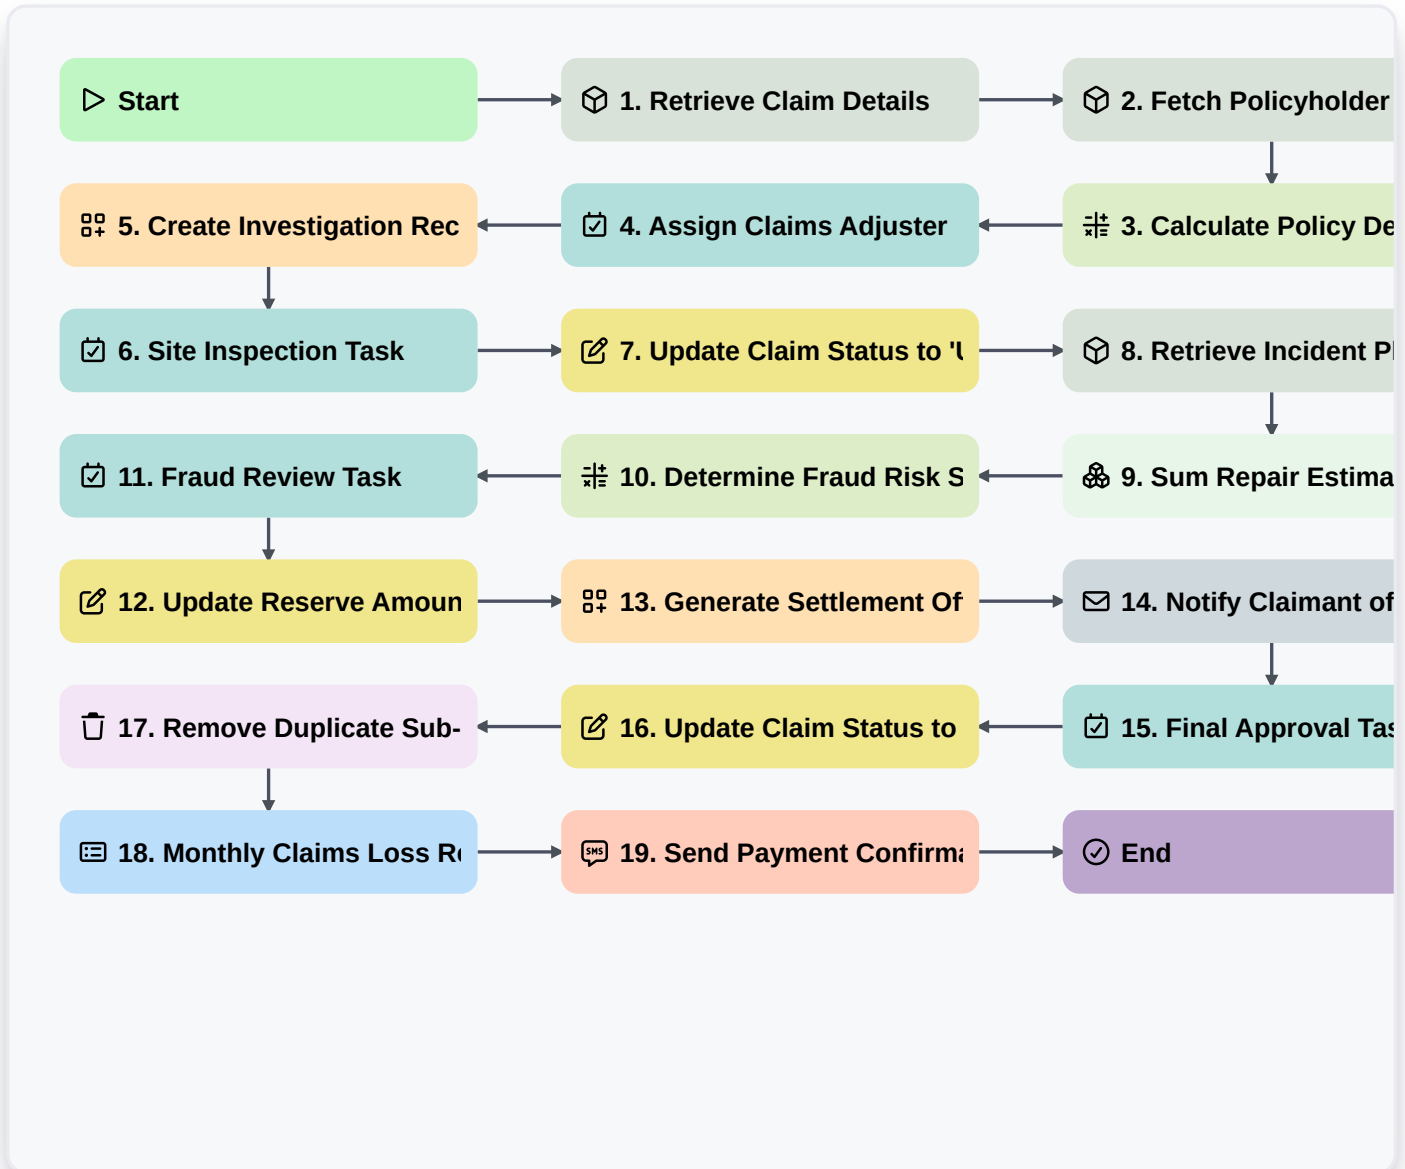 Start
1. Retrieve Claim Details
2. Fetch Policyholder
5. Create Investigation Rec
4. Assign Claims Adjuster
3. Calculate Policy De
6. Site Inspection Task
7. Update Claim Status to '
8. Retrieve Incident
11. Fraud Review Task
10. Determine Fraud Risk S
9. Sum Repair Estima
12. Update Reserve Amoun
13. Generate Settlement Of
14. Notify Claimant of
17. Remove Duplicate Sub-
16. Update Claim Status to
15. Final Approval Tas
18. Monthly Claims Loss R
SMS
19. Send Payment Confirma
End